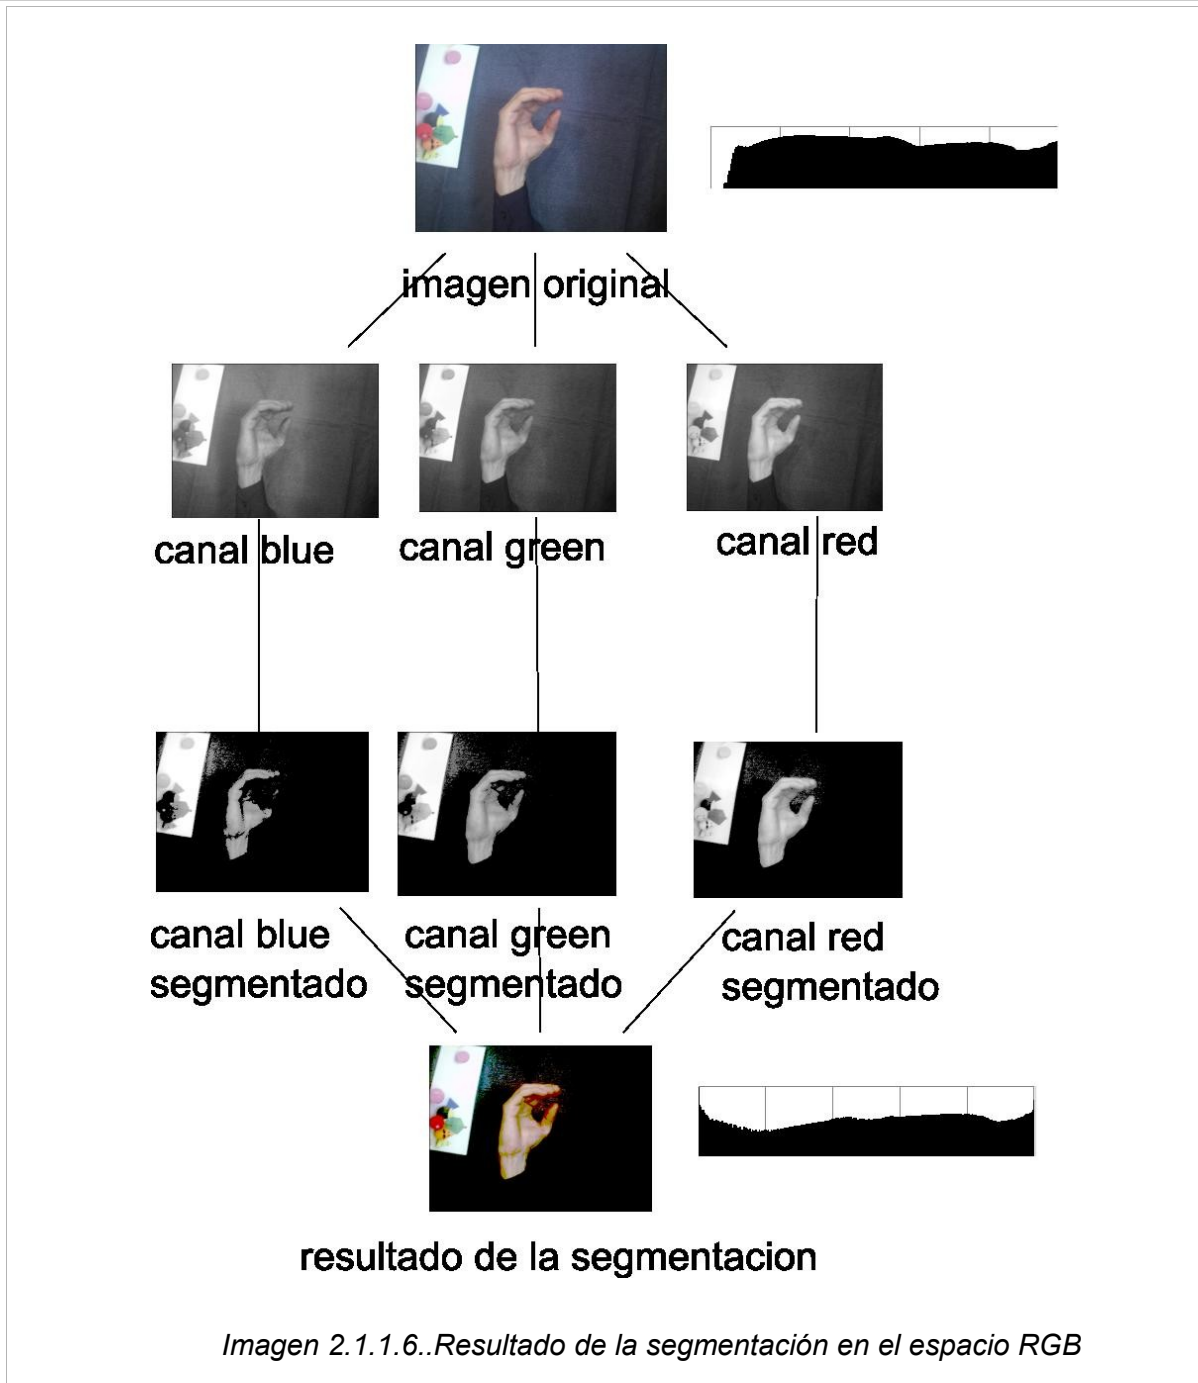 imagen original
canal blue
canal green
canal red
canal blue
segmentado
canal green
segmentado
canal red
segmentado
resultado de la segmentacion
Imagen 2.1.1.6..Resultado de la segmentación en el espacio RGB